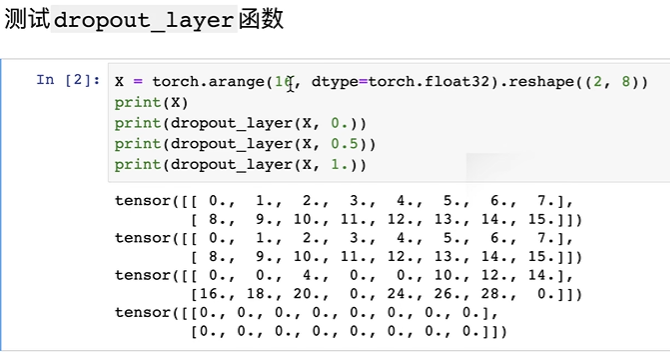 测试dropout_layer函数
In [2]: X = torch.arange(16, dtype=torch.float32).reshape((2, 8))
print(X)
print(dropout_layer(X, 0.))
print(dropout_layer(X, 0.5))
print(dropout_layer(X, 1.))
tensor([[ 0.,  1.,  2.,  3.,  4.,  5.,  6.,  7.],
        [ 8.,  9., 10., 11., 12., 13., 14., 15.]])
tensor([[ 0.,  1.,  2.,  3.,  4.,  5.,  6.,  7.],
        [ 8.,  9., 10., 11., 12., 13., 14., 15.]])
tensor([[ 0.,  0.,  4.,  0.,  0., 10., 12., 14.],
        [16., 18., 20.,  0., 24., 26., 28.,  0.]])
tensor([[0., 0., 0., 0., 0., 0., 0., 0.],
        [0., 0., 0., 0., 0., 0., 0., 0.]])